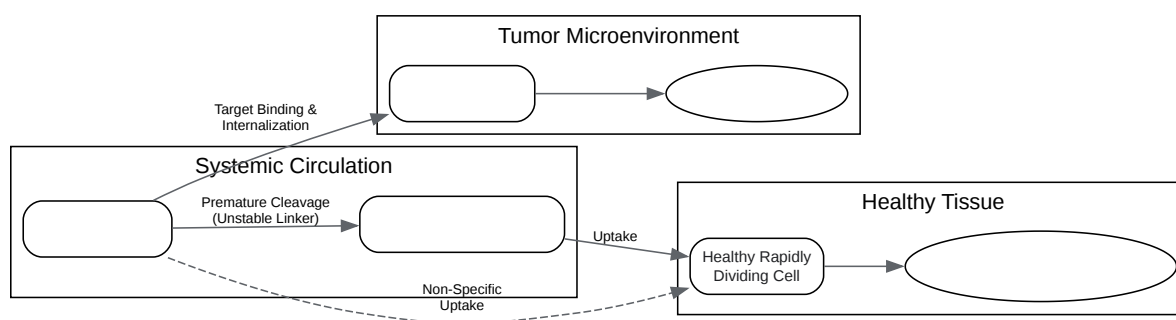 Tumor Microenvironment
Target Binding &
Internalization
Systemic Circulation
Premature Cleavage
(Unstable Linker)
Healthy Tissue
Uptake
Healthy Rapidly
Dividing Cell
Non-Specific
Uptake